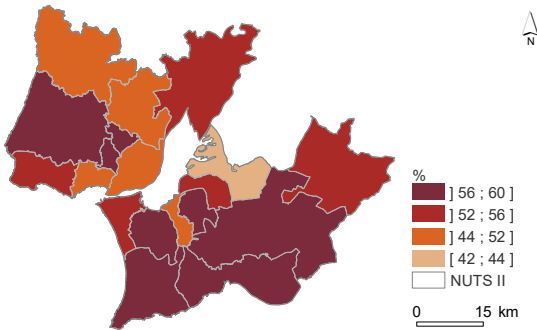 N
%
] 56 ; 60 ]
] 52 ; 56 ]
] 44 ; 52 ]
[ 42 ; 44 ]
NUTS II
0 15 km